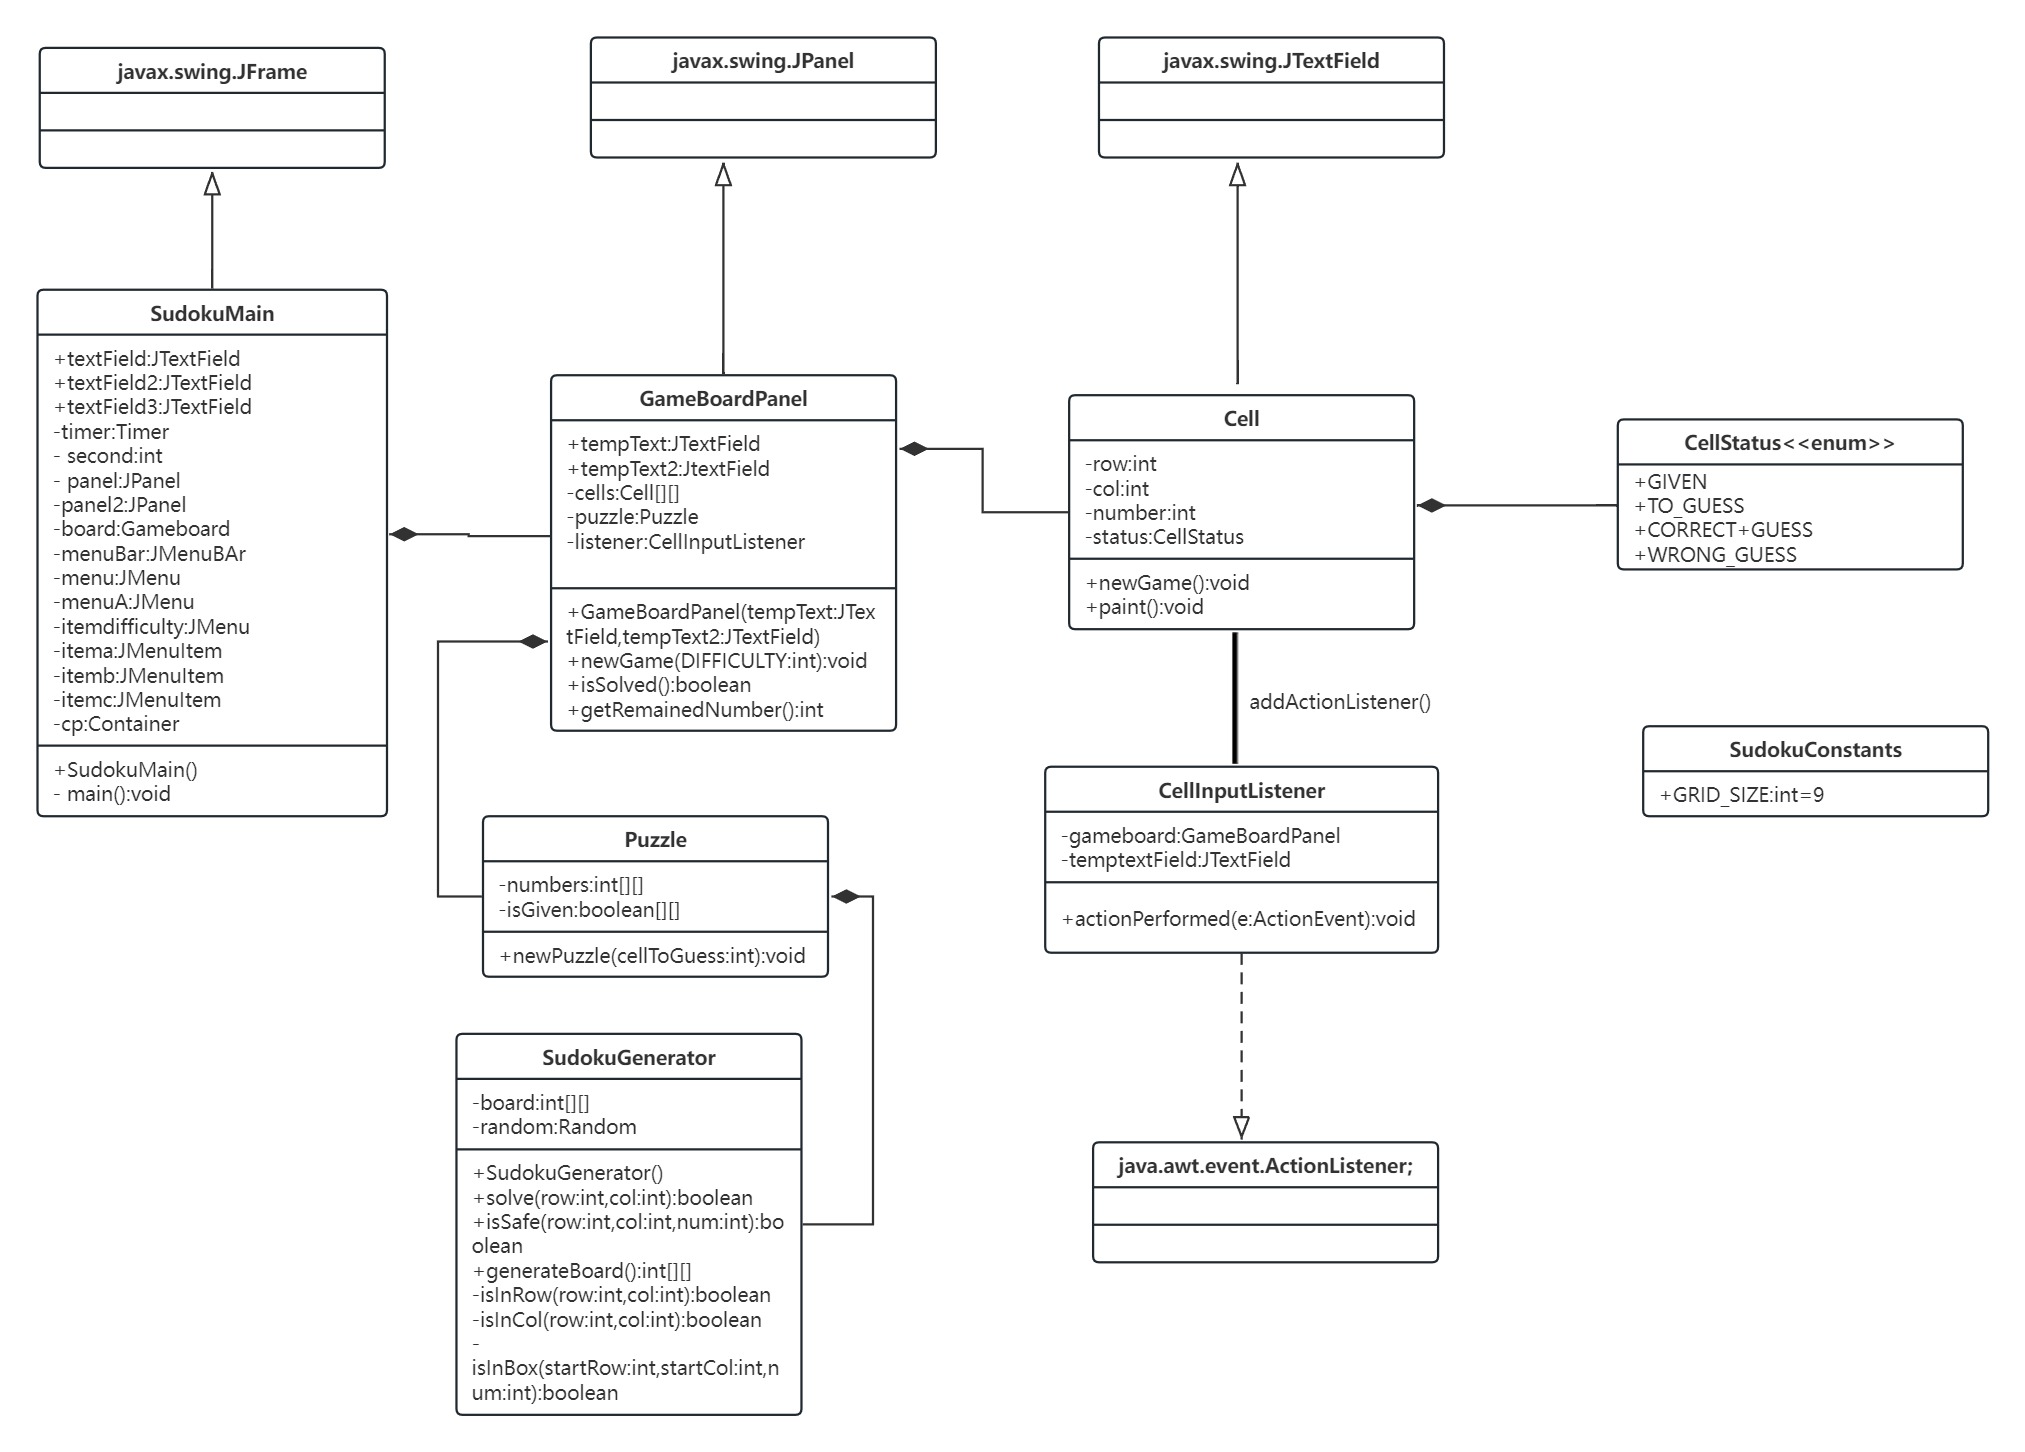 javax.swing.JFrame
javax.swing.JPanel
javax.swing.JTextField
SudokuMain
+textField:JTextField
+textField2:JTextField
+textField3:JTextField
-timer:Timer
- second:int
- panel:JPanel
-panel2:JPanel
-board:Gameboard
-menuBar:JMenuBAr
-menu:JMenu
-menuA:JMenu
-itemdifficulty:JMenu
-itema:JMenuItem
-itemb:JMenuItem
-itemc:JMenuItem
-cp:Container
+SudokuMain()
- main():void
GameBoardPanel
+tempText:JTextField
+tempText2:JtextField
-cells:Cell[][]
-puzzle:Puzzle
-listener:CellInputListener
+GameBoardPanel(tempText:JTex
tField,tempText2:JTextField)
+newGame(DIFFICULTY:int):void
+isSolved():boolean
+getRemainedNumber():int
Cell
-row:int
-col:int
-number:int
-status:CellStatus
+newGame():void
+paint():void
CellStatus<<enum>>
+GIVEN
+TO_GUESS
+CORRECT+GUESS
+WRONG_GUESS
addActionListener()
SudokuConstants
+GRID_SIZE:int=9
CellInputListener
-gameboard:GameBoardPanel
-temptextField:JTextField
+actionPerformed(e:ActionEvent):void
Puzzle
-numbers:int[][]
-isGiven:boolean[][]
+newPuzzle(cellToGuess:int):void
SudokuGenerator
-board:int[][]
-random:Random
+SudokuGenerator()
+solve(row:int,col:int):boolean
+isSafe(row:int,col:int,num:int):bo
olean
+generateBoard():int[][]
-isInRow(row:int,col:int):boolean
-isInCol(row:int,col:int):boolean
-
isInBox(startRow:int,startCol:int,n
um:int):boolean
java.awt.event.ActionListener;